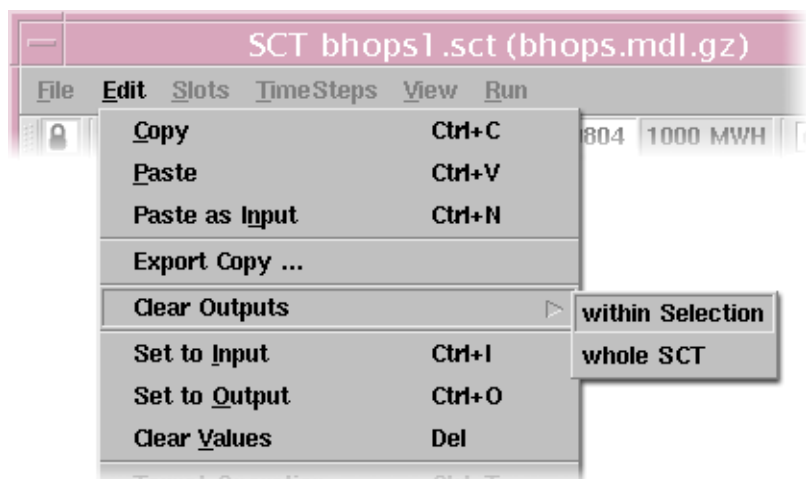 SCT bhops1.sct (bhops.mdl.gz)
File Edit Slots TimeSteps View Run
804 1000 MWH
Copy Ctrl+C
Paste Ctrl+V
Paste as Input Ctrl+N
Export Copy ...
Clear Outputs
within Selection
whole SCT
Set to Input Ctrl+I
Set to Output Ctrl+O
Clear Values Del